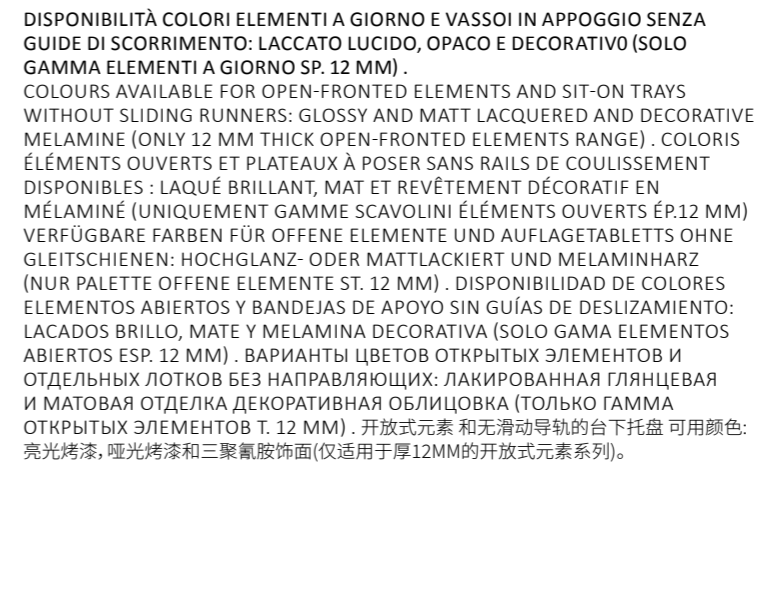 DISPONIBILITÀ COLORI ELEMENTI A GIORNO E VASSOI IN APPOGGIO SENZA
GUIDE DI SCORRIMENTO: LACCATO LUCIDO, OPACO E DECORATIV0 (SOLO
GAMMA ELEMENTI A GIORNO SP. 12 MM) .
COLOURS AVAILABLE FOR OPEN-FRONTED ELEMENTS AND SIT-ON TRAYS
WITHOUT SLIDING RUNNERS: GLOSSY AND MATT LACQUERED AND DECORATIVE
MELAMINE (ONLY 12 MM THICK OPEN-FRONTED ELEMENTS RANGE) . COLORIS
ÉLÉMENTS OUVERTS ET PLATEAUX À POSER SANS RAILS DE COULISSEMENT
DISPONIBLES : LAQUÉ BRILLANT, MAT ET REVÊTEMENT DÉCORATIF EN
MÉLAMINÉ (UNIQUEMENT GAMME SCAVOLINI ÉLÉMENTS OUVERTS ÉP.12 MM)
VERFÜGBARE FARBEN FÜR OFFENE ELEMENTE UND AUFLAGETABLETTS OHNE
GLEITSCHIENEN: HOCHGLANZ- ODER MATTLACKIERT UND MELAMINHARZ
(NUR PALETTE OFFENE ELEMENTE ST. 12 MM) . DISPONIBILIDAD DE COLORES
ELEMENTOS ABIERTOS Y BANDEJAS DE APOYO SIN GUÍAS DE DESLIZAMIENTO:
LACADOS BRILLO, MATE Y MELAMINA DECORATIVA (SOLO GAMA ELEMENTOS
ABIERTOS ESP. 12 MM) . ВАРИАНТЫ ЦВЕТОВ ОТКРЫТЫХ ЭЛЕМЕНТОВ И
ОТДЕЛЬНЫХ ЛОТКОВ БЕЗ НАПРАВЛЯЮЩИХ: ЛАКИРОВАННАЯ ГЛЯНЦЕВАЯ
И МАТОВАЯ ОТДЕЛКА ДЕКОРАТИВНАЯ ОБЛИЦОВКА (ТОЛЬКО ГАММА
ОТКРЫТЫХ ЭЛЕМЕНТОВ Т. 12 ММ) . 开放式元素 和无滑动导轨的台下托盘 可用颜色:
亮光烤漆，哑光烤漆和三聚氰胺饰面(仅适用于厚12MM的开放式元素系列)。